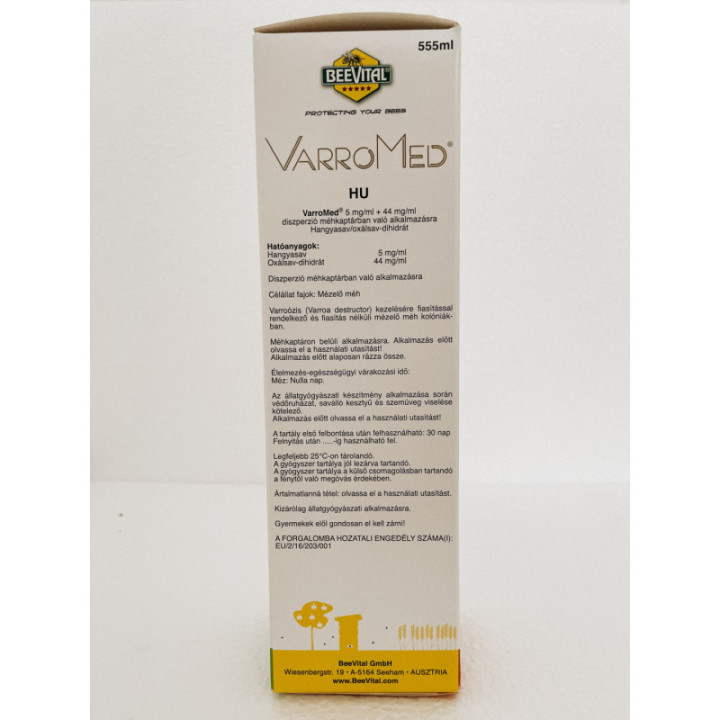 555ml
BEEVITAL®
PROTECTING YOUR BEES
VARROMED®
HU
VarroMed® 5 mg/ml + 44 mg/ml
diszperzió méhkaptárban való alkalmazásra
Hangyasav/oxálsav-dihidrát
Hatóanyagok:
Hangyasav 5 mg/ml
Oxálsav-dihidrát 44 mg/ml
Diszperzió méhkaptárban való alkalmazásra
Célállat fajok: Mézelő méh
Varroózis (Varroa destructor) kezelésére fiasítással
rendelkező és fiasítás nélküli mézelő méh kolóniák-
ban.
Méhkaptáron belüli alkalmazásra. Alkalmazás előtt
olvassa el a használati utasítást!
Alkalmazás előtt alaposan rázza össze.
Élelmezés-egészségügyi várakozási idő:
Méz: Nulla nap.
Az állatgyógyászati készítmény alkalmazása során
védőruházat, saválló kesztyű és szemüveg viselése
kötelező.
Alkalmazás előtt olvassa el a használati utasítást!
A tartály első felbontása után felhasználható: 30 nap
Felnyitás után .....-ig használható fel.
Legfeljebb 25°C-on tárolandó.
A gyógyszer tartálya jól lezárva tartandó.
A gyógyszer tartálya a külső csomagolásban tartandó
a fénytől való megóvás érdekében.
Ártalmatlanná tétel: olvassa el a használati utasítást.
Kizárólag állatgyógyászati alkalmazásra.
Gyermekek elől gondosan el kell zárni!
A FORGALOMBA HOZATALI ENGEDÉLY SZÁMA(I):
EU/2/16/203/001
BeeVital GmbH
Wiesenbergstr. 19 • A-5164 Seeham • AUSZTRIA
www.BeeVital.com